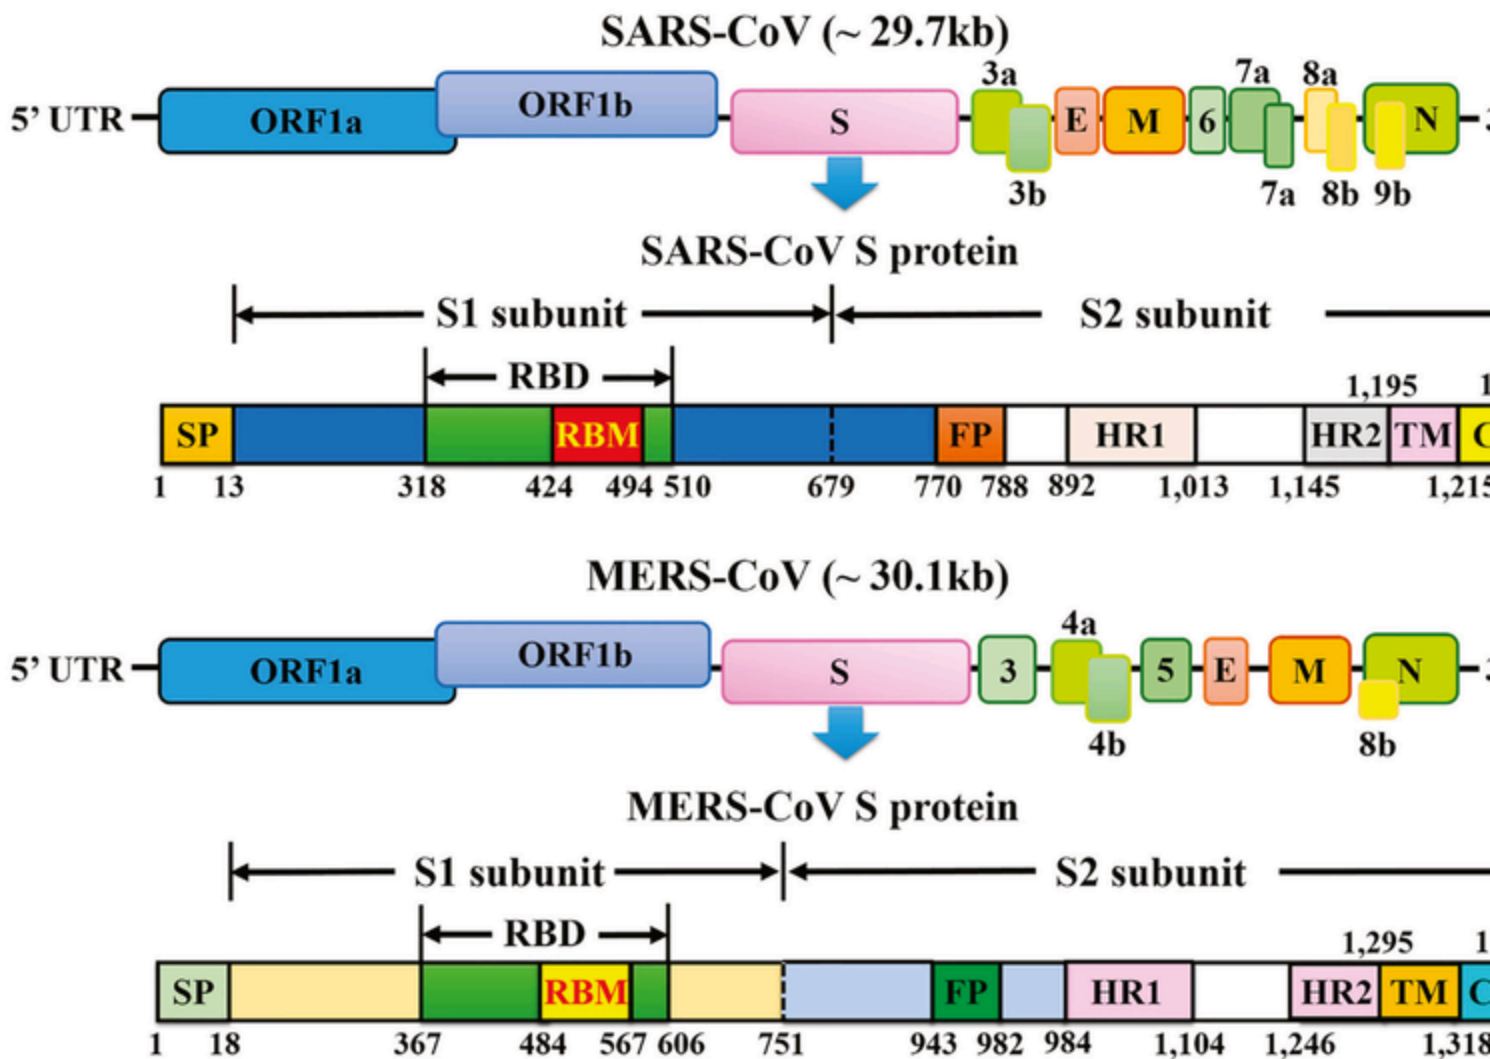 SARS-CoV (~ 29.7kb)
3a 7a 8a
5’ UTR ORF1a ORF1b S E M 6 N
3b 7a 8b 9b
SARS-CoV S protein
S1 subunit S2 subunit
RBD
1,195
SP RBM FP HR1 HR2 TM
1 13 318 424 494 510 679 770 788 892 1,013 1,145 1,215
MERS-CoV (~ 30.1kb)
4a
5’ UTR ORF1a ORF1b S 3 5 E M N
4b 8b
MERS-CoV S protein
S1 subunit S2 subunit
RBD
1,295
SP RBM FP HR1 HR2 TM
1 18 367 484 567 606 751 943 982 984 1,104 1,246 1,318